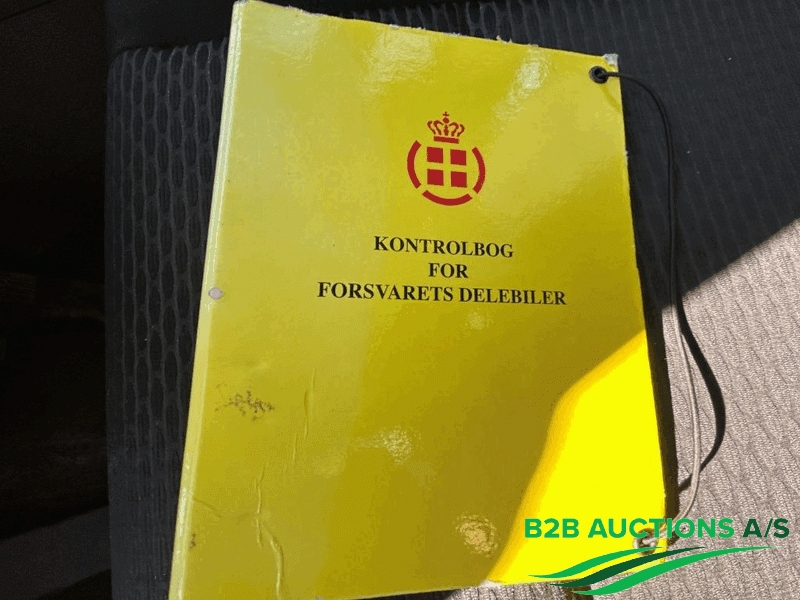 KONTROLBOG
FOR
FORSVARETS DELEBILER
B2B AUCTIONS A/S